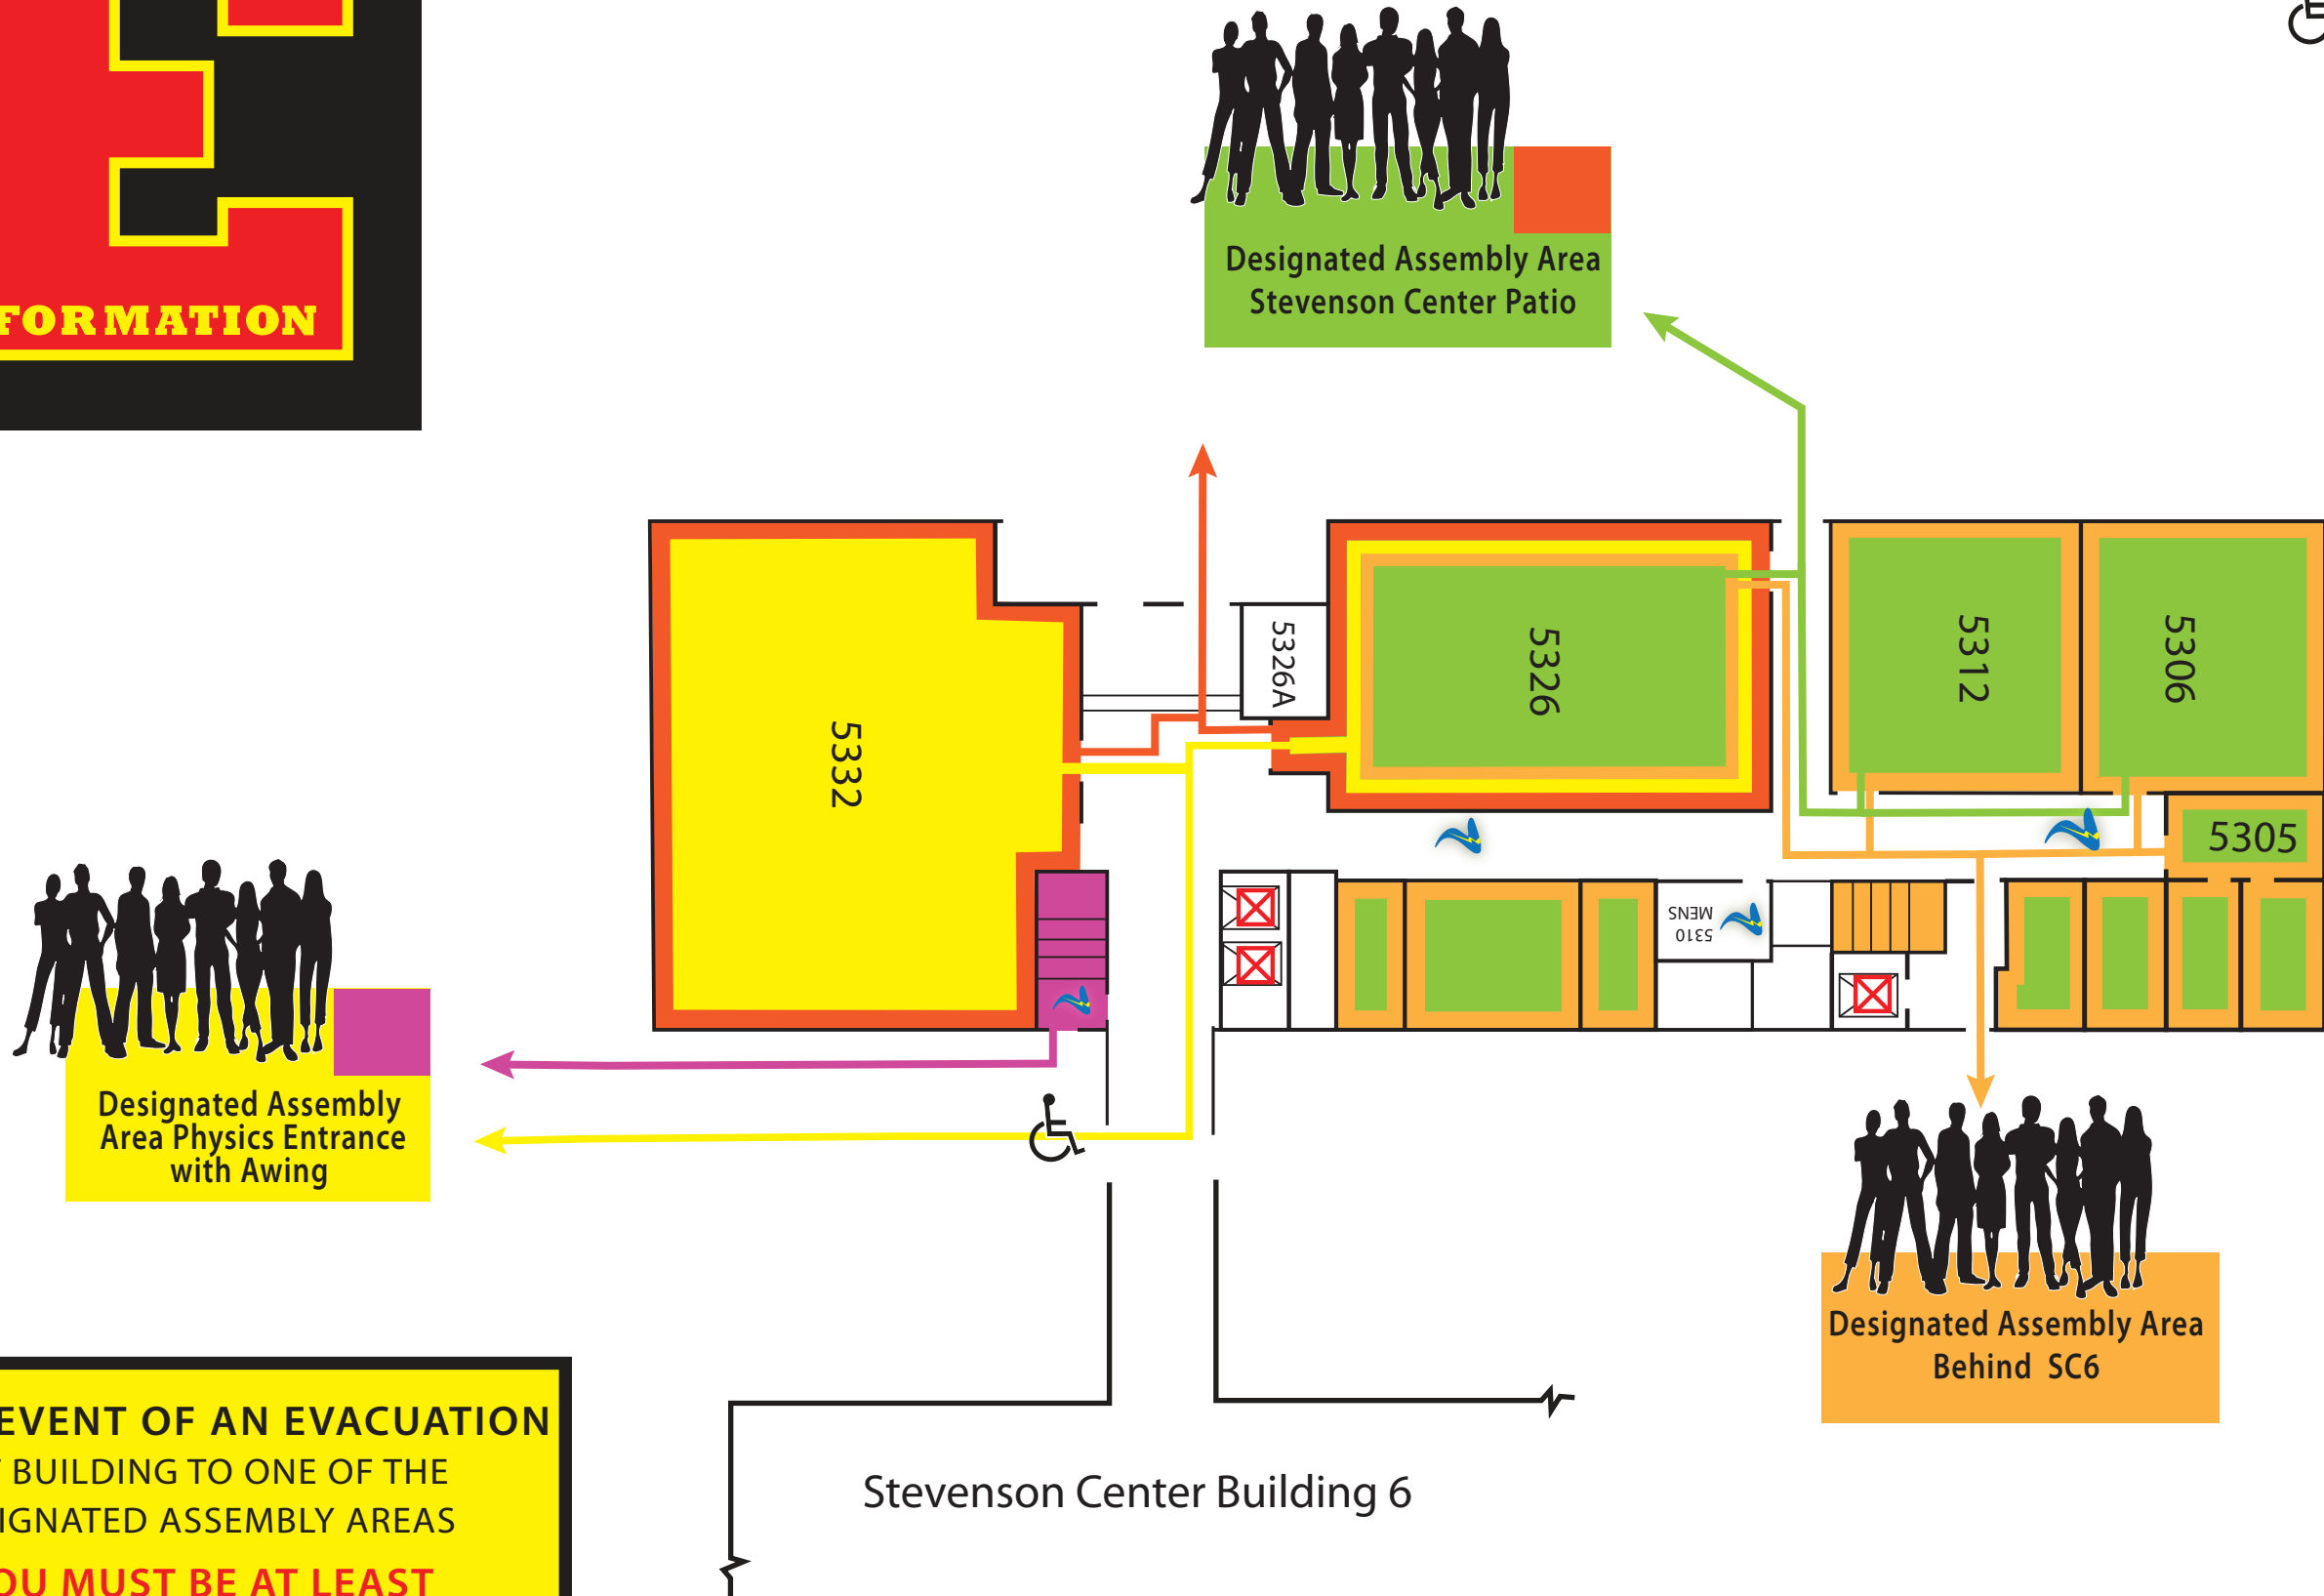 FORMATION
Designated Assembly Area
Stevenson Center Patio
5332
5326A
5326
5312
5306
5305
5310
MENS
Designated Assembly
Area Physics Entrance
with Awing
Designated Assembly Area
Behind SC6
EVENT OF AN EVACUATION
BUILDING TO ONE OF THE
IGNATED ASSEMBLY AREAS
OU MUST BE AT LEAST
Stevenson Center Building 6